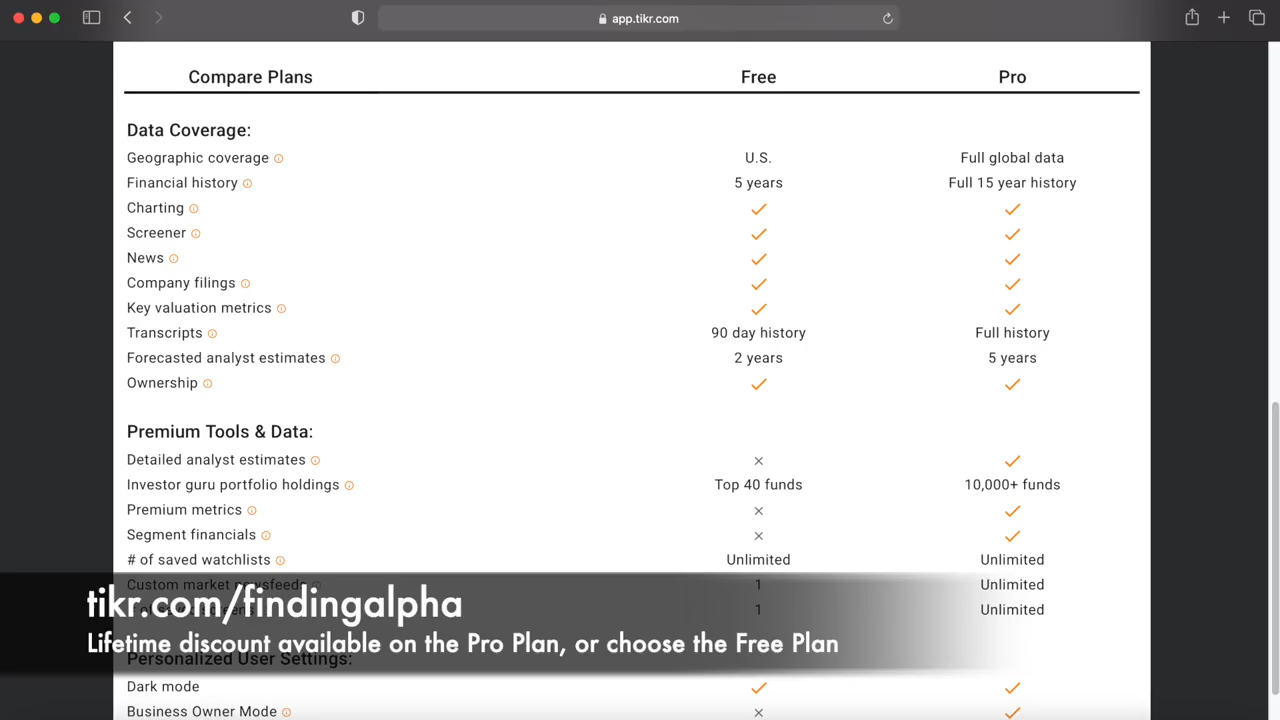 app.tikr.com
Compare Plans Free Pro
Data Coverage:
Geographic coverage U.S. Full global data
Financial history 5 years Full 15 year history
Charting
Screener
News
Company filings
Key valuation metrics
Transcripts 90 day history Full history
Forecasted analyst estimates 2 years 5 years
Ownership
Premium Tools & Data:
Detailed analyst estimates
Investor guru portfolio holdings Top 40 funds 10,000+ funds
Premium metrics
Segment financials
# of saved watchlists Unlimited Unlimited
Custom market newsfeeds 1 Unlimited
1 Unlimited
tikr.com/findingalpha
Lifetime discount available on the Pro Plan, or choose the Free Plan
Personalized User Settings:
Dark mode
Business Owner Mode